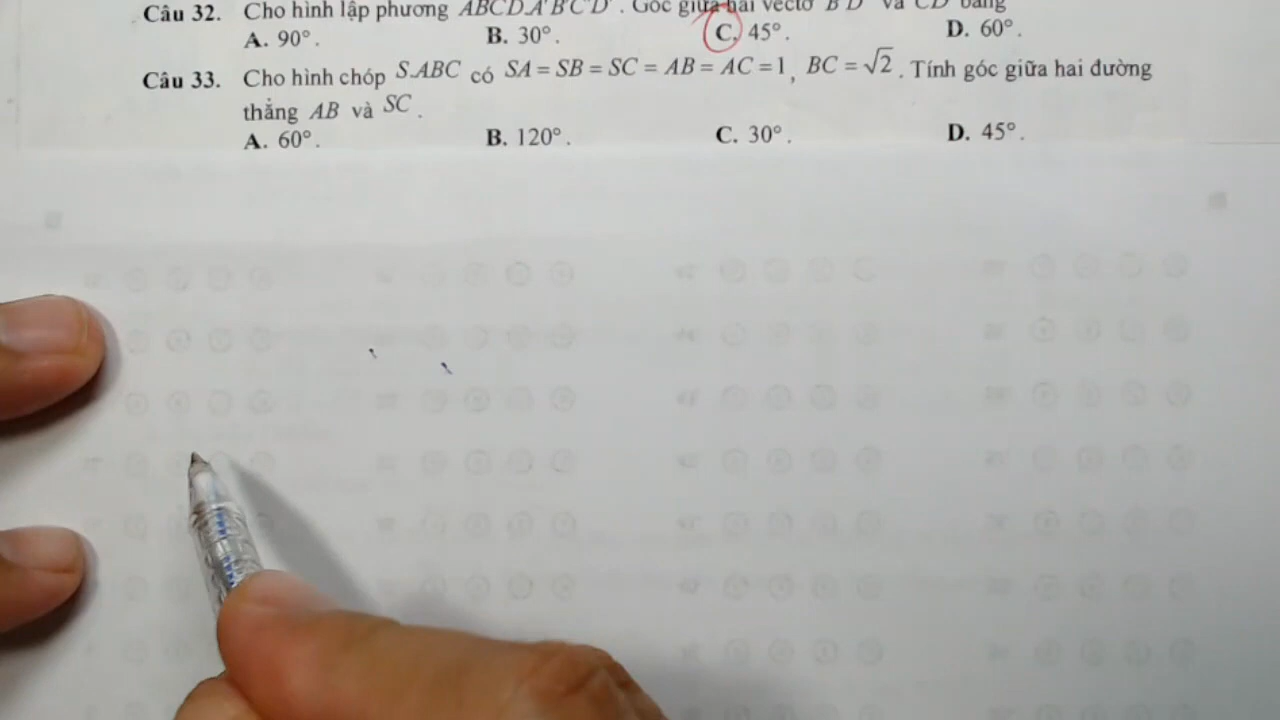 Câu 32. Cho hình lập phương ABCD.A'B'C'D'. Góc giữa hai vectơ B'D' và CD bằng
A. 90°. B. 30°. C. 45°. D. 60°.
Câu 33. Cho hình chóp S.ABC có SA = SB = SC = AB = AC = 1, BC = √2. Tính góc giữa hai đường
thẳng AB và SC.
A. 60°. B. 120°. C. 30°. D. 45°.